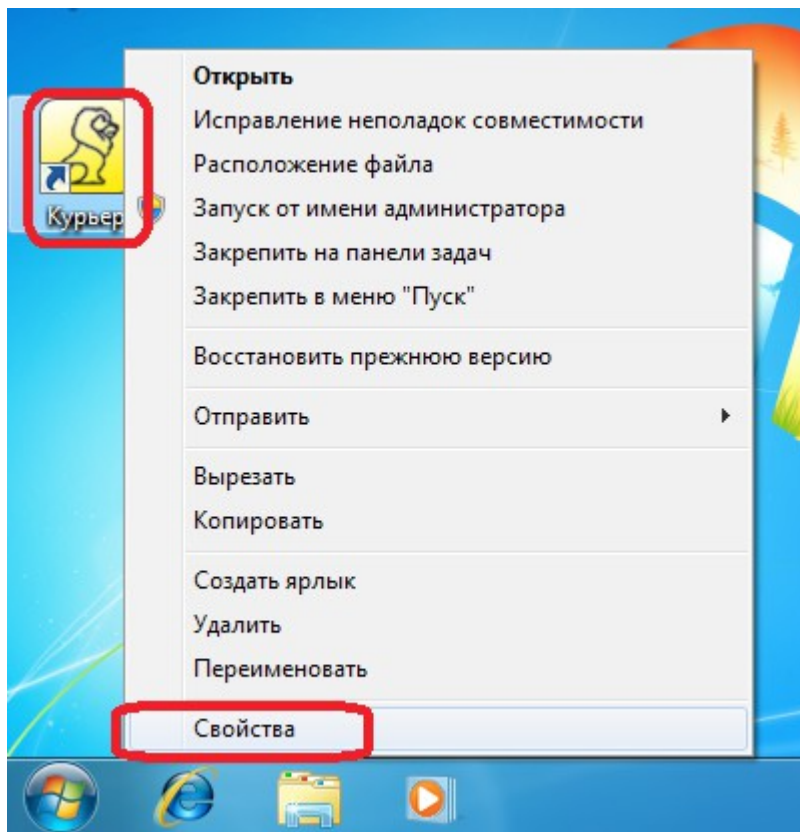 Открыть
Исправление неполадок совместимости
Расположение файла
Курьер
Запуск от имени администратора
Закрепить на панели задач
Закрепить в меню "Пуск"
Восстановить прежнюю версию
Отправить
Вырезать
Копировать
Создать ярлык
Удалить
Переименовать
Свойства